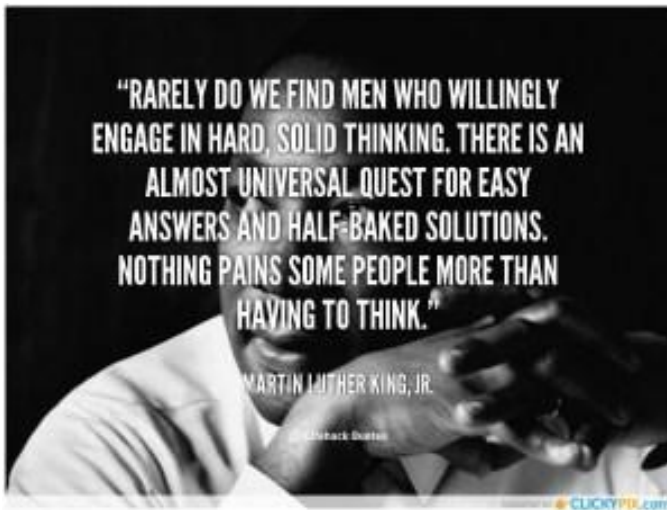 “RARELY DO WE FIND MEN WHO WILLINGLY
ENGAGE IN HARD, SOLID THINKING. THERE IS AN
ALMOST UNIVERSAL QUEST FOR EASY
ANSWERS AND HALF-BAKED SOLUTIONS.
NOTHING PAINS SOME PEOPLE MORE THAN
HAVING TO THINK.”
MARTIN LUTHER KING, JR.
Lifehack Quotes
CLICKYPIX.com